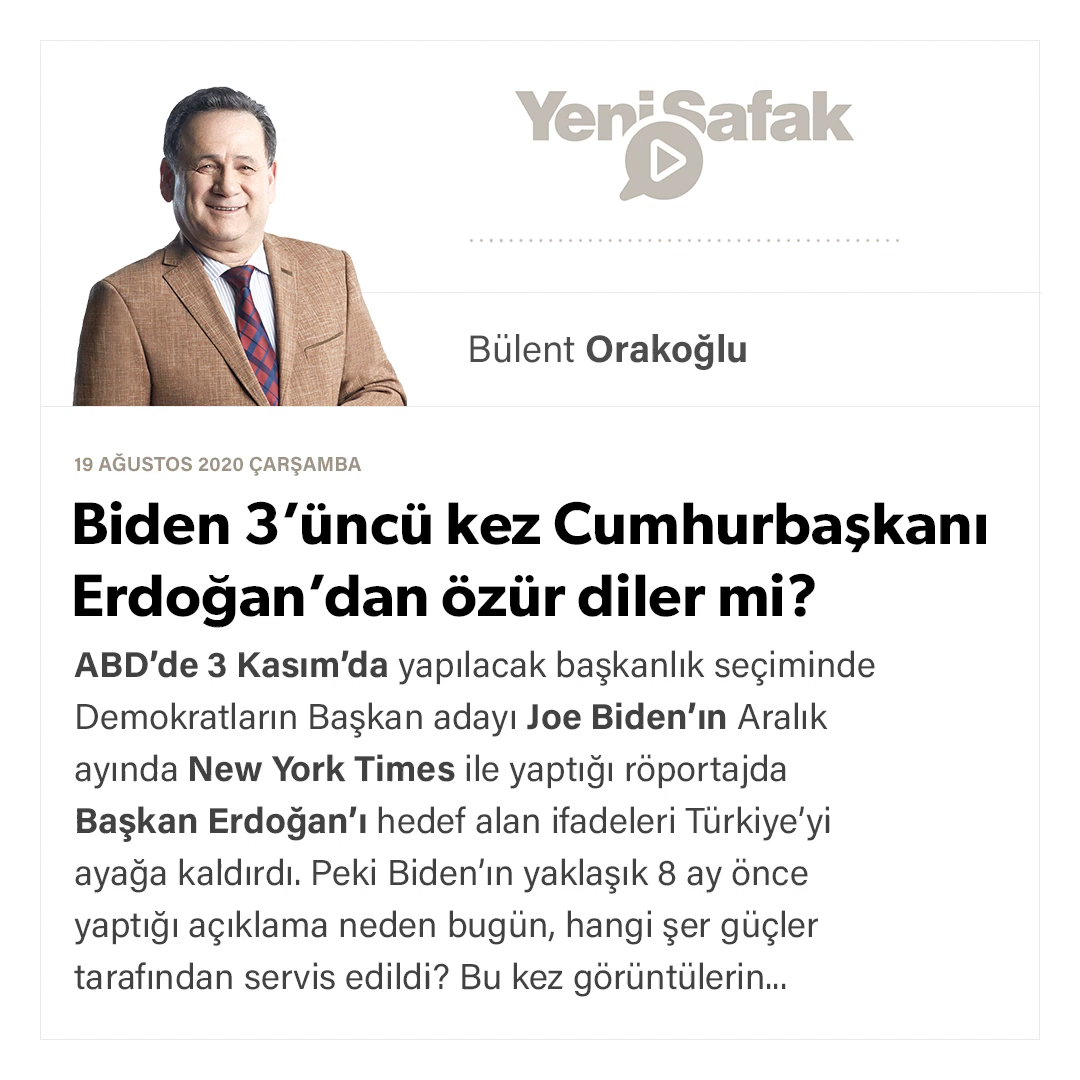 YeniSafak
Bülent Orakoğlu
19 AĞUSTOS 2020 ÇARŞAMBA
Biden 3’üncü kez Cumhurbaşkanı
Erdoğan’dan özür diler mi?
ABD’de 3 Kasım’da yapılacak başkanlık seçiminde
Demokratların Başkan adayı Joe Biden’ın Aralık
ayında New York Times ile yaptığı röportajda
Başkan Erdoğan’ı hedef alan ifadeleri Türkiye’yi
ayağa kaldırdı. Peki Biden’ın yaklaşık 8 ay önce
yaptığı açıklama neden bugün, hangi şer güçler
tarafından servis edildi? Bu kez görüntülerin...